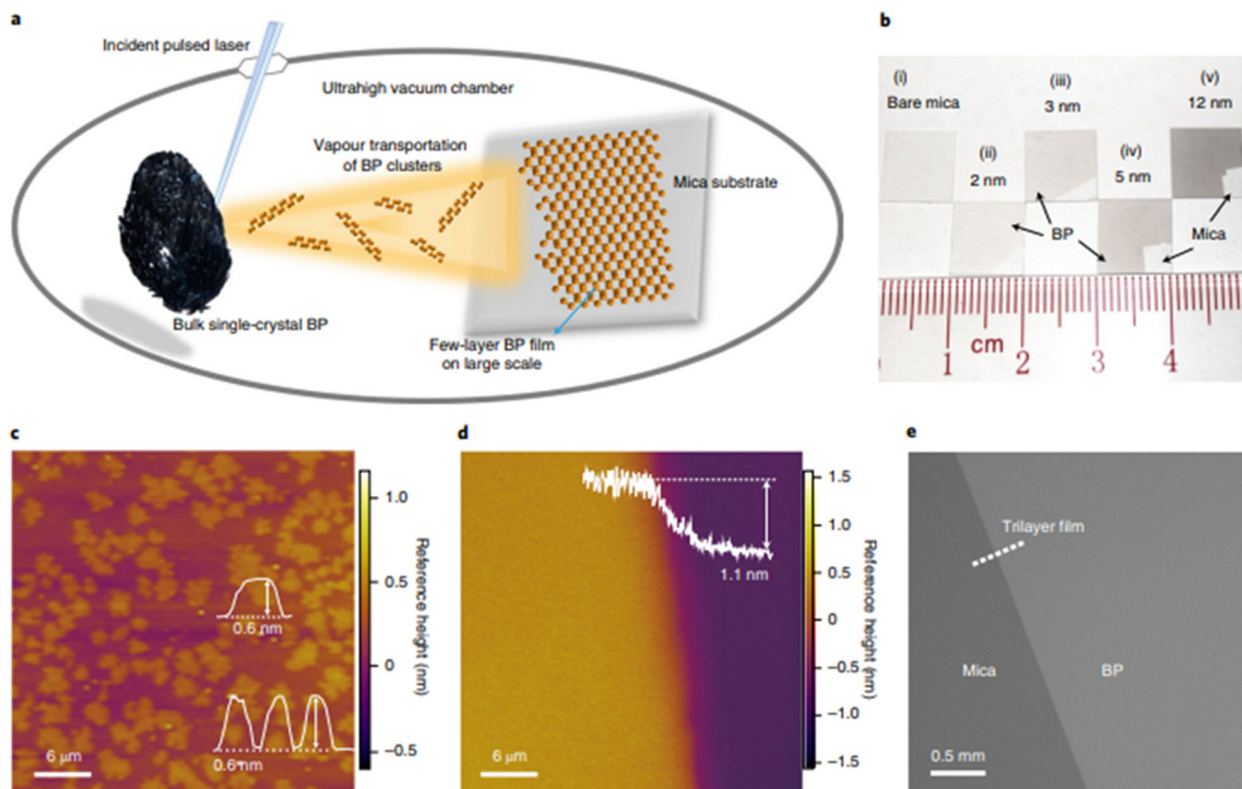 a
Incident pulsed laser
Ultrahigh vacuum chamber
Vapour transportation
of BP clusters
Mica substrate
Bulk single-crystal BP
Few-layer BP film
on large scale
b
(i)
Bare mica
(ii)
2 nm
(iii)
3 nm
(iv)
5 nm
(v)
12 nm
BP
Mica
1 cm 2 3 4
c
0.6 nm
0.6 nm
6 μm
1.0
0.5
0
–0.5
Reference height (nm)
d
1.1 nm
6 μm
1.5
1.0
0.5
0
–0.5
–1.0
–1.5
Reference height (nm)
e
Trilayer film
Mica
BP
0.5 mm